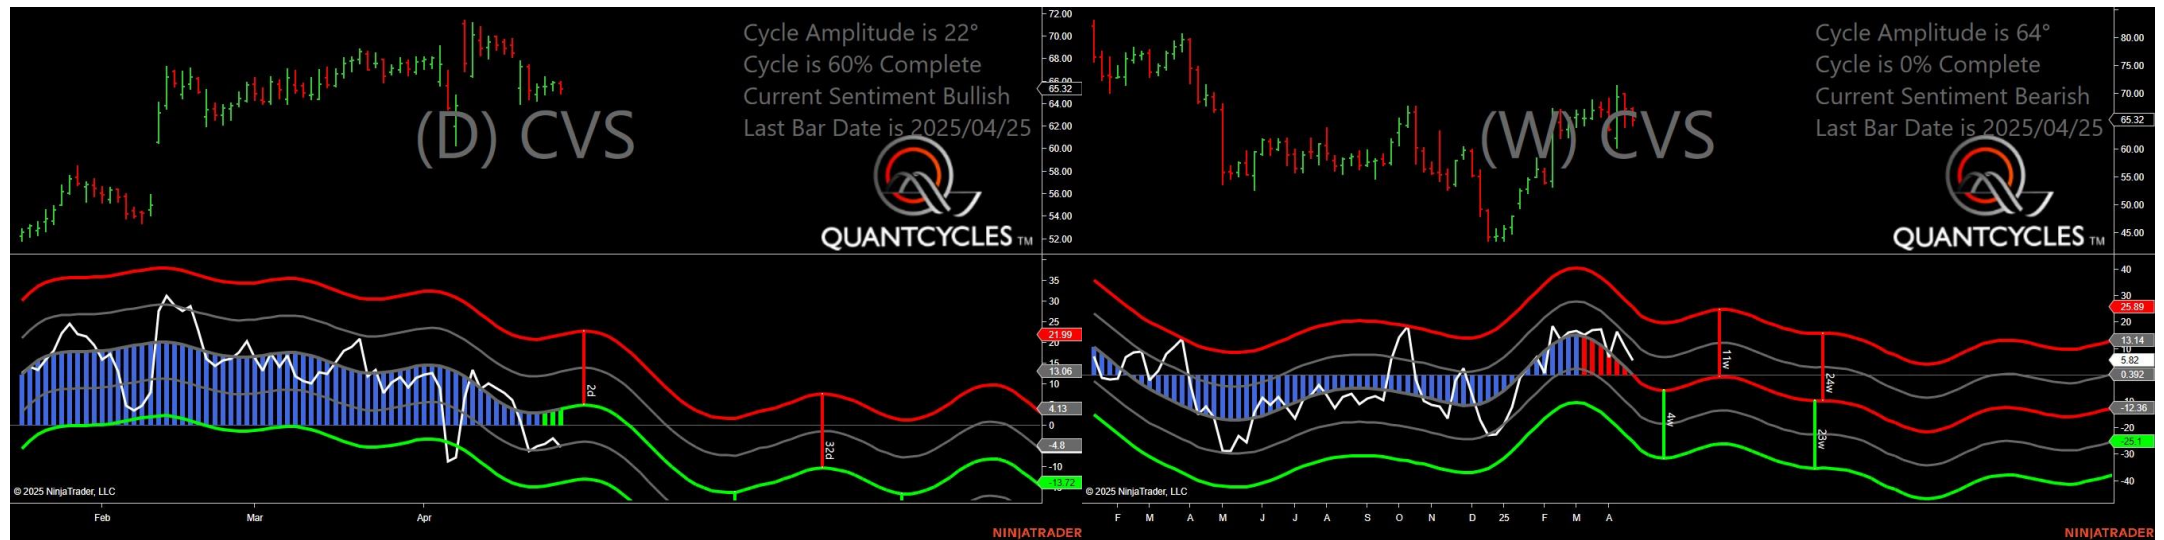 Cycle Amplitude is 22°
Cycle is 60% Complete
Current Sentiment Bullish
Last Bar Date is 2025/04/25
(D) CVS
QUANTCYCLES TM
72.00
70.00
68.00
66.00
65.32
64.00
62.00
60.00
58.00
56.00
54.00
52.00
35
30
25
21.99
20
15
13.06
10
4.13
0
-4.8
-10
-13.72
2d
32d
© 2025 NinjaTrader, LLC
Feb
Mar
Apr
NINJATRADER
Cycle Amplitude is 64°
Cycle is 0% Complete
Current Sentiment Bearish
Last Bar Date is 2025/04/25
(W) CVS
QUANTCYCLES TM
80.00
75.00
70.00
65.32
60.00
55.00
50.00
45.00
40
30
25.89
20
13.14
10
5.82
0.392
-12.36
-20
-25.1
-30
-40
11w
24w
4w
23w
© 2025 NinjaTrader, LLC
F M A M J J A S O N D 25 F M A
NINJATRADER